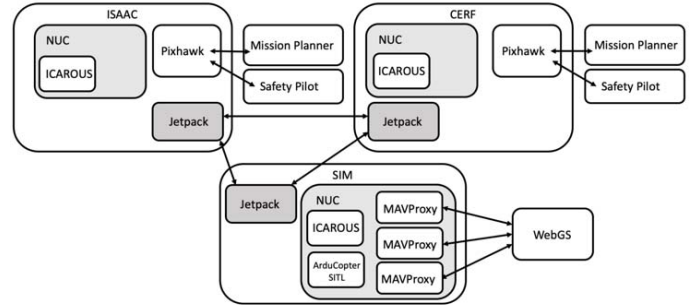 ISAAC
NUC
ICAROUS
Pixhawk
Mission Planner
Safety Pilot
Jetpack
CERF
NUC
ICAROUS
Pixhawk
Mission Planner
Safety Pilot
Jetpack
SIM
Jetpack
NUC
ICAROUS
ArduCopter
SITL
MAVProxy
MAVProxy
MAVProxy
WebGS